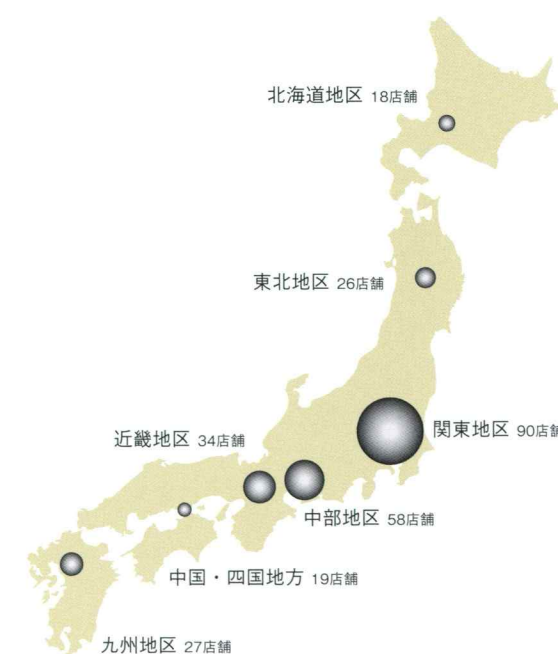 北海道地区 18店舗
東北地区 26店舗
関東地区 90店舗
近畿地区 34店舗
中部地区 58店舗
中国・四国地方 19店舗
九州地区 27店舗